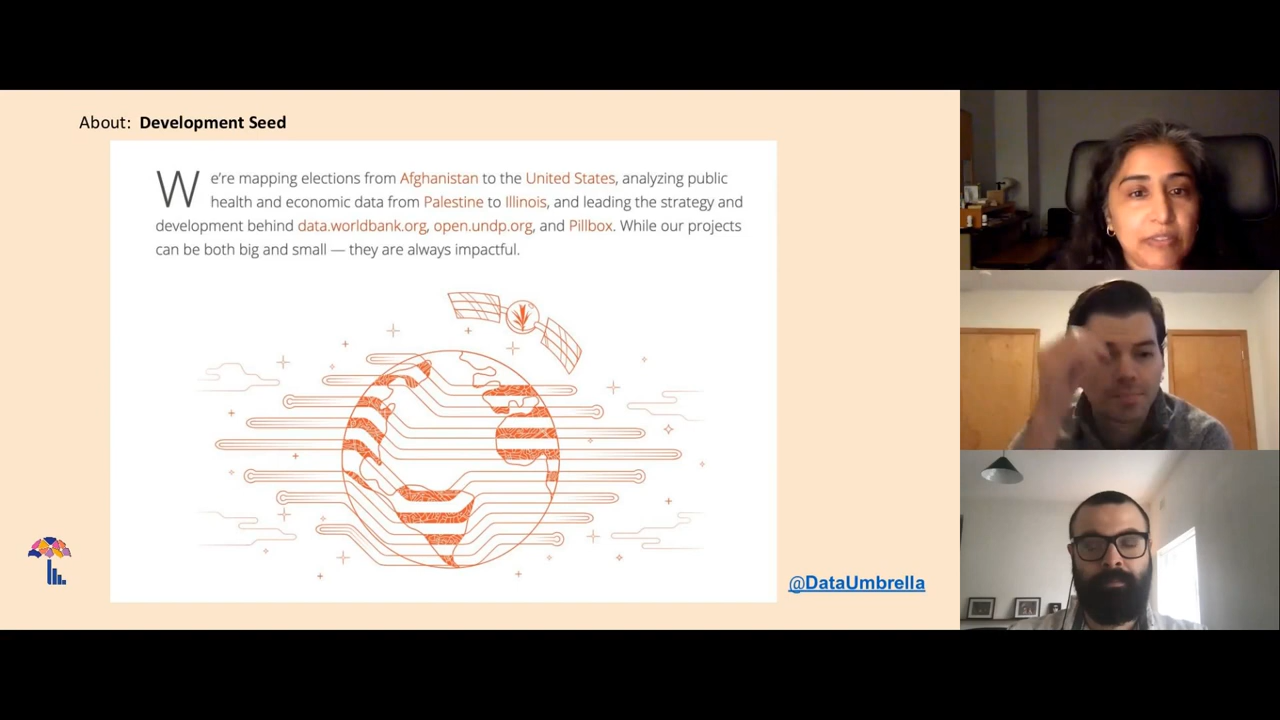 About: Development Seed
We're mapping elections from Afghanistan to the United States, analyzing public
health and economic data from Palestine to Illinois, and leading the strategy and
development behind data.worldbank.org, open.undp.org, and Pillbox. While our projects
can be both big and small — they are always impactful.
@DataUmbrella